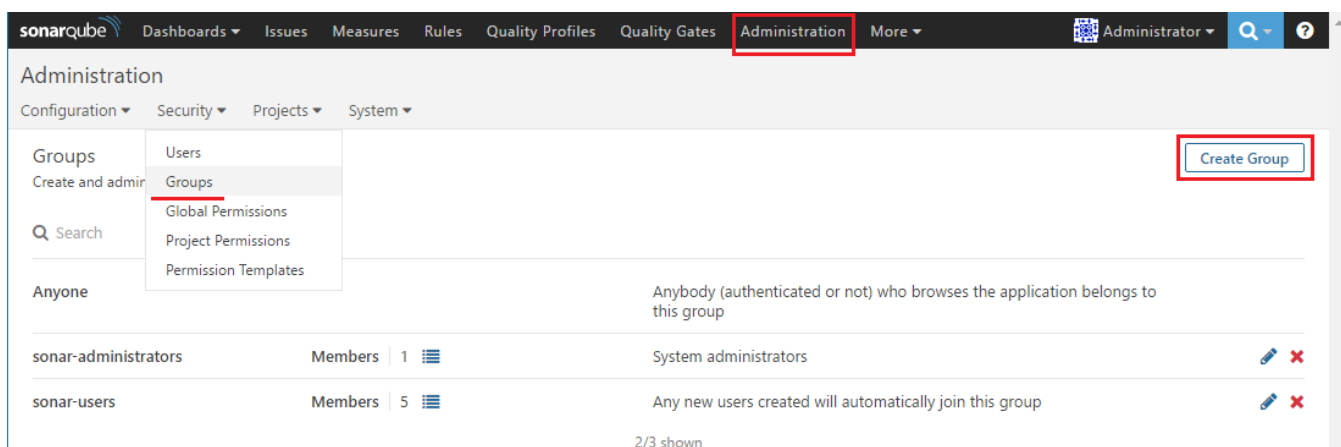 sonarqube Dashboards Issues Measures Rules Quality Profiles Quality Gates Administration More Administrator
Administration
Configuration Security Projects System
Groups
Create and admin
Search
Users
Groups
Global Permissions
Project Permissions
Permission Templates
Create Group
Anyone Anybody (authenticated or not) who browses the application belongs to
this group
sonar-administrators Members 1 System administrators
sonar-users Members 5 Any new users created will automatically join this group
2/3 shown